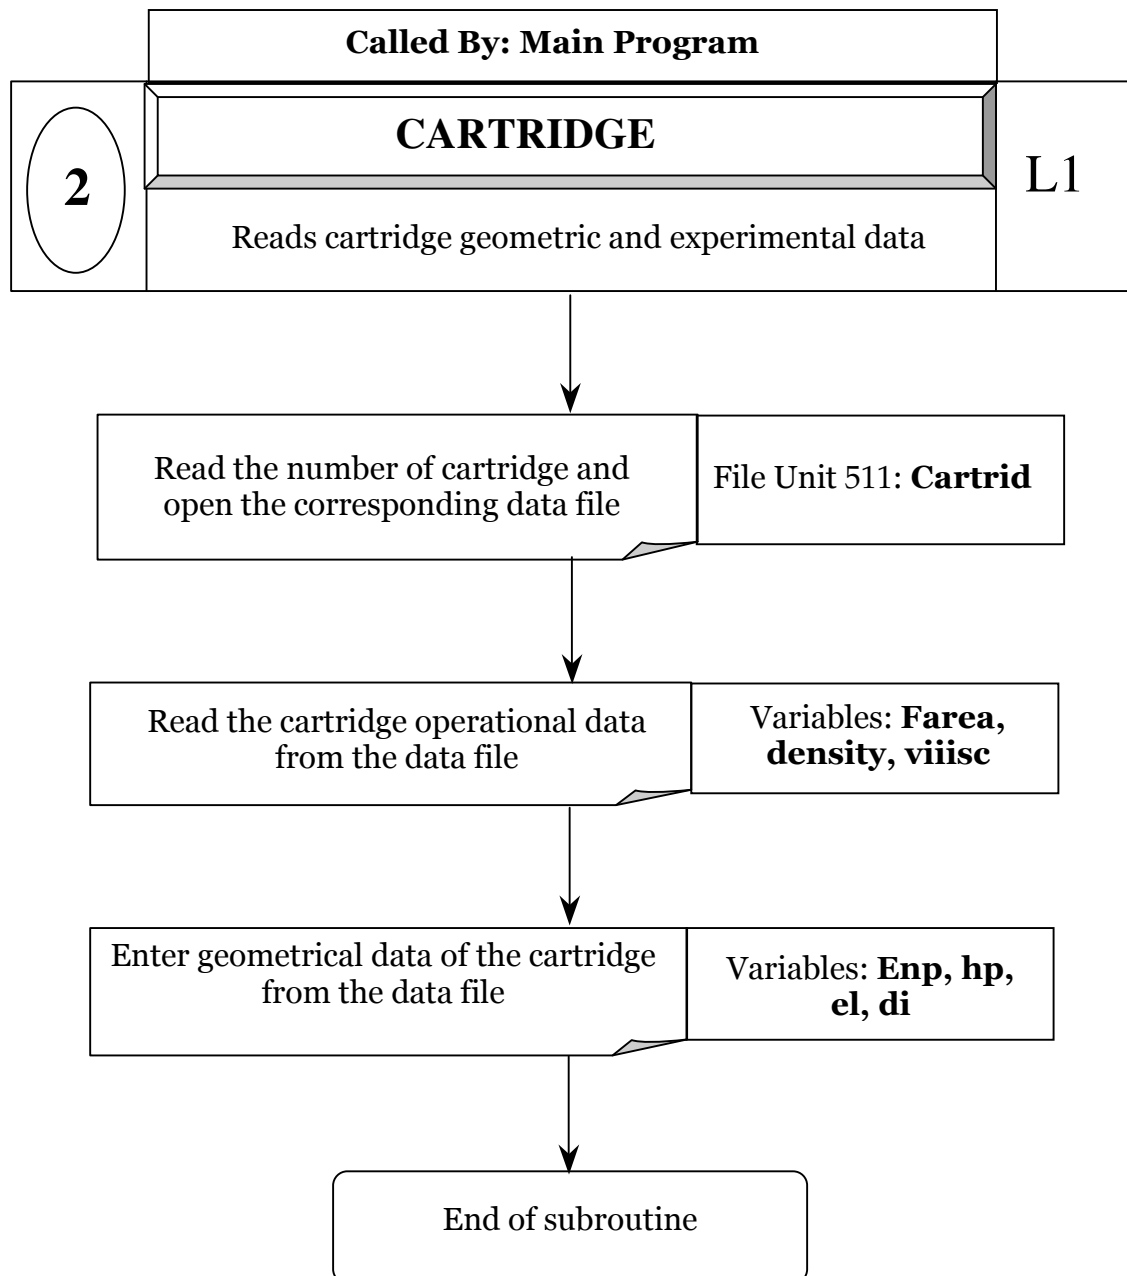 Called By: Main Program
CARTRIDGE
2
L1
Reads cartridge geometric and experimental data
Read the number of cartridge and
open the corresponding data file
File Unit 511: Cartrid
Read the cartridge operational data
from the data file
Variables: Farea,
density, viiisc
Enter geometrical data of the cartridge
from the data file
Variables: Enp, hp,
el, di
End of subroutine